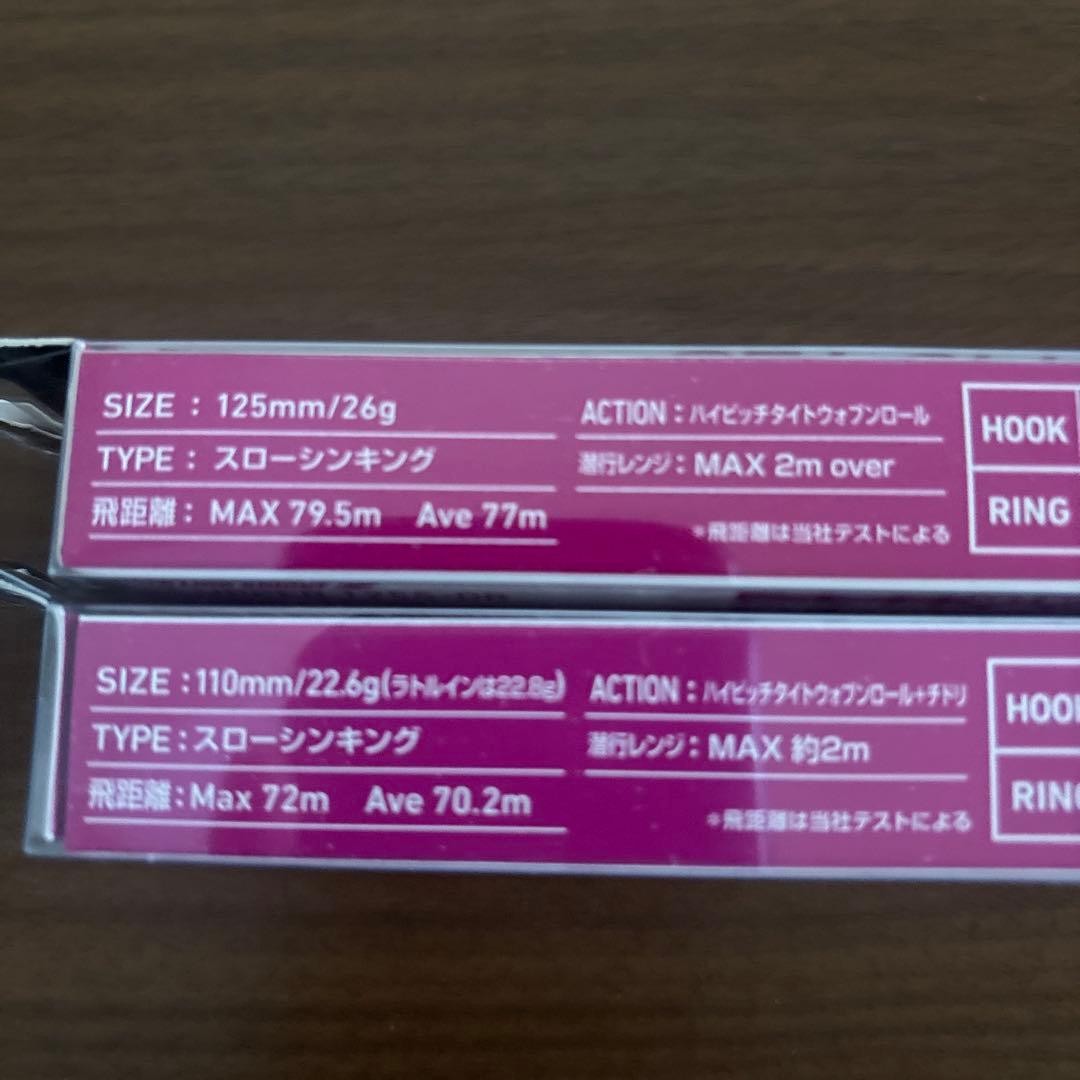 SIZE : 125mm/26g
TYPE : スローシンキング
飛距離 : MAX 79.5m Ave 77m
ACTION : ハイピッチタイトウォブンロール
潜行レンジ : MAX 2m over
*飛距離は当社テストによる
HOOK
RING
SIZE : 110mm/22.6g(ラトルインは22.8g)
TYPE : スローシンキング
飛距離 : Max 72m Ave 70.2m
ACTION : ハイピッチタイトウォブンロール+チドリ
潜行レンジ : MAX 約2m
*飛距離は当社テストによる
HOOK
RING